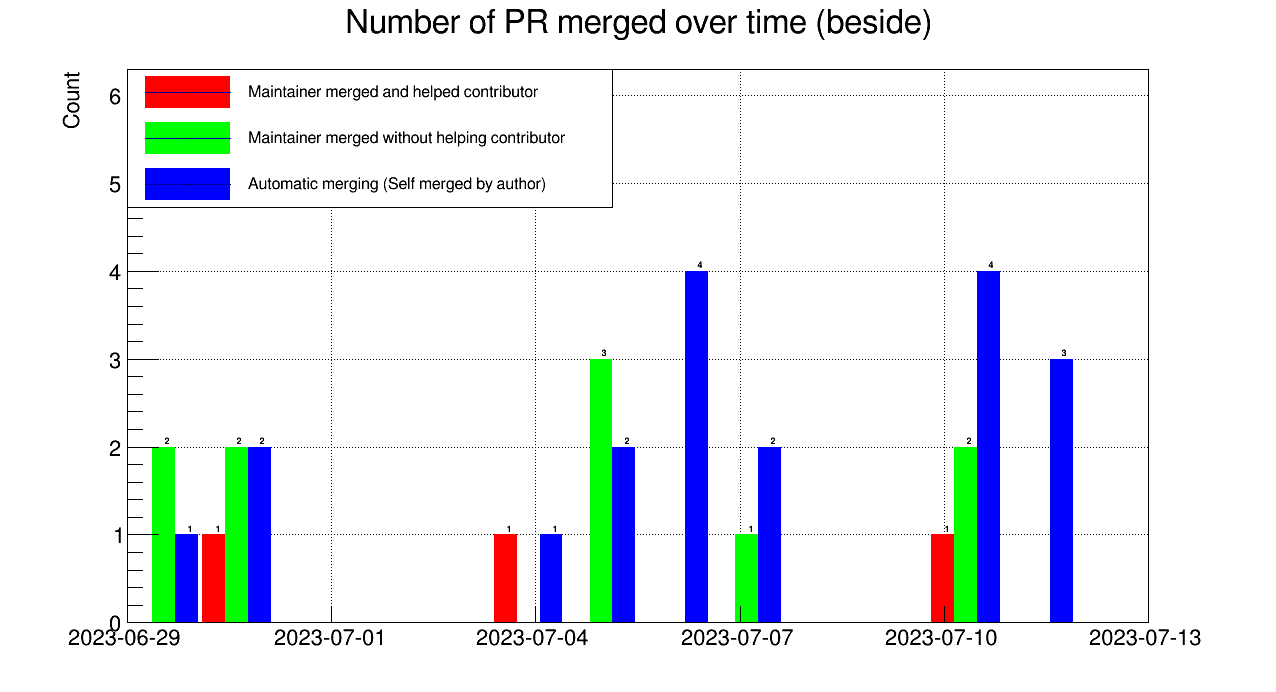 Number of PR merged over time (beside)
Count
Maintainer merged and helped contributor
Maintainer merged without helping contributor
Automatic merging (Self merged by author)
6
5
4
3
2
1
0
4 4
3 3
2 2 2 2 2 2
1 1 1 1 1 1
2023-06-29 2023-07-01 2023-07-04 2023-07-07 2023-07-10 2023-07-13